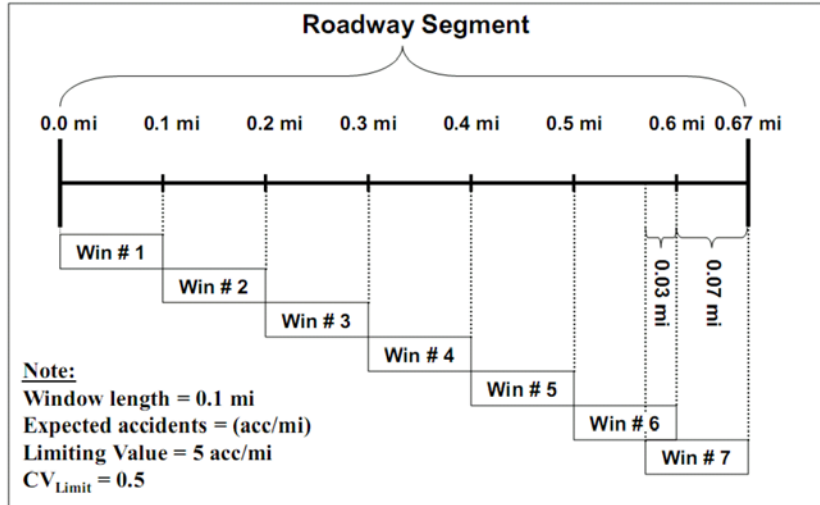 Roadway Segment
0.0 mi 0.1 mi 0.2 mi 0.3 mi 0.4 mi 0.5 mi 0.6 mi 0.67 mi
Win # 1
Win # 2
Win # 3
Win # 4
Win # 5
Win # 6
Win # 7
0.03 mi
0.07 mi
Note:
Window length = 0.1 mi
Expected accidents = (acc/mi)
Limiting Value = 5 acc/mi
CVLimit = 0.5